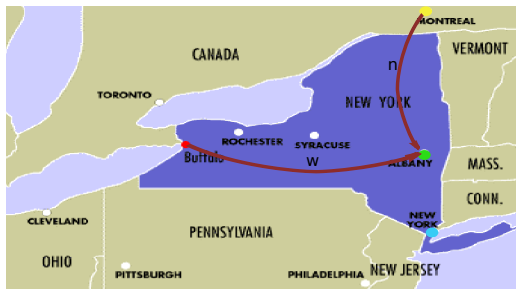 MONTREAL
VERMONT
CANADA
n
TORONTO
NEW YORK
ROCHESTER
SYRACUSE
Buffalo
W
ALBANY
MASS.
CONN.
CLEVELAND
NEW
YORK
PENNSYLVANIA
OHIO
PITTSBURGH
PHILADELPHIA
NEW JERSEY